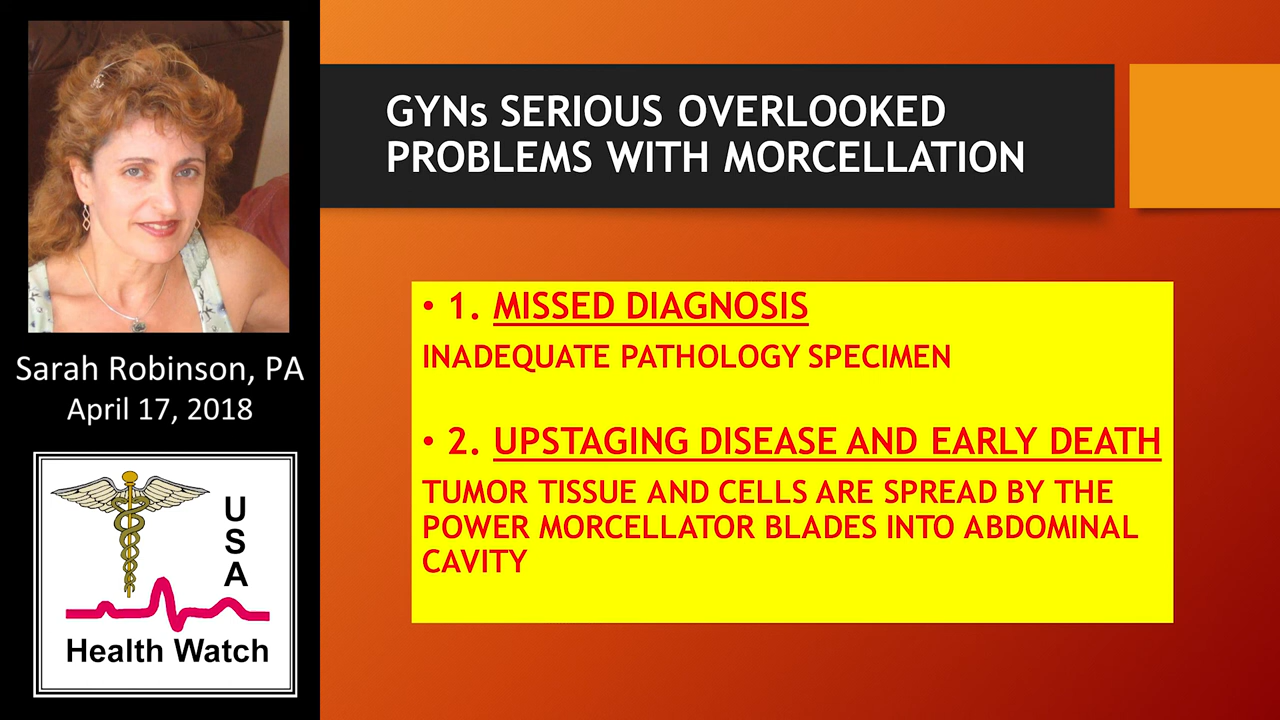 Sarah Robinson, PA
April 17, 2018
USA
Health Watch
GYNs SERIOUS OVERLOOKED
PROBLEMS WITH MORCELLATION
• 1. MISSED DIAGNOSIS
INADEQUATE PATHOLOGY SPECIMEN
• 2. UPSTAGING DISEASE AND EARLY DEATH
TUMOR TISSUE AND CELLS ARE SPREAD BY THE
POWER MORCELLATOR BLADES INTO ABDOMINAL
CAVITY